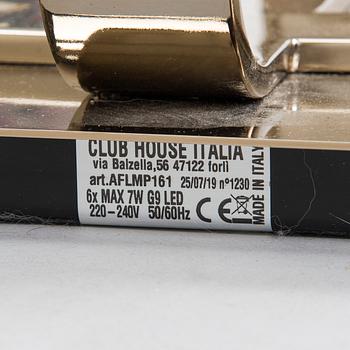 CLUB HOUSE ITALIA
via Balzella,56 47122 forlì
art.AFLMP161 25/07/19 n°1230
6x MAX 7W G9 LED
220-240V 50/60Hz CE
MADE IN ITALY